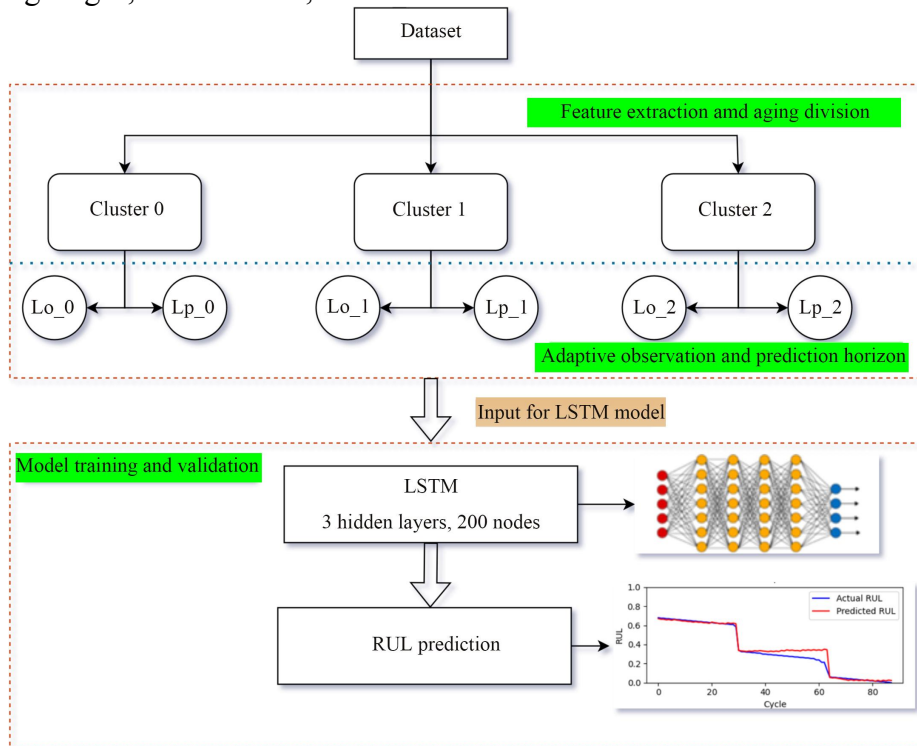 Dataset
Feature extraction amd aging division
Cluster 0
Cluster 1
Cluster 2
Lo_0
Lp_0
Lo_1
Lp_1
Lo_2
Lp_2
Adaptive observation and prediction horizon
Input for LSTM model
Model training and validation
LSTM
3 hidden layers, 200 nodes
RUL prediction
1.0
0.8
0.6
0.4
0.2
0.0
RUL
Actual RUL
Predicted RUL
0
20
40
60
80
Cycle